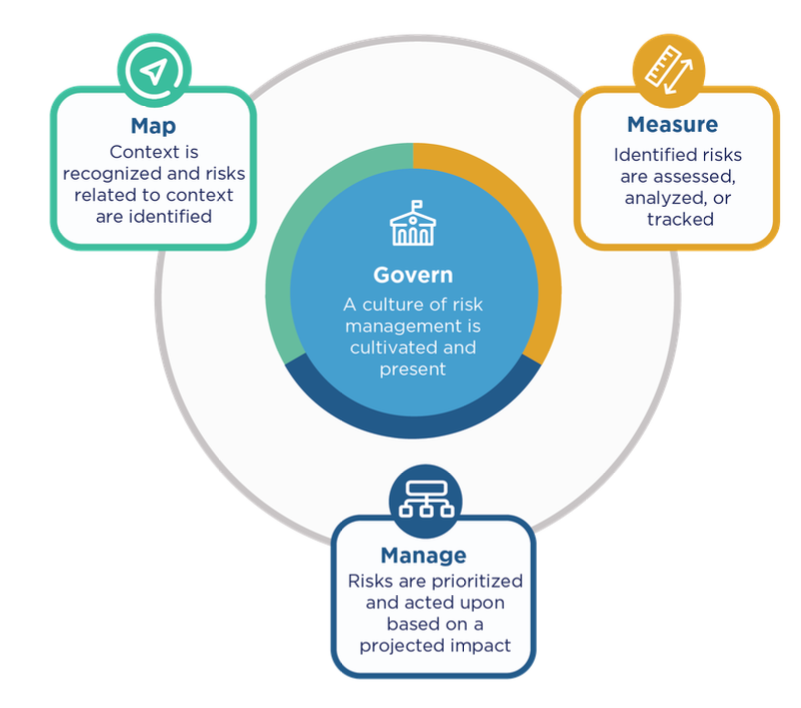 Map
Context is
recognized and risks
related to context
are identified
Measure
Identified risks
are assessed,
analyzed, or
tracked
Govern
A culture of risk
management is
cultivated and
present
Manage
Risks are prioritized
and acted upon
based on a
projected impact